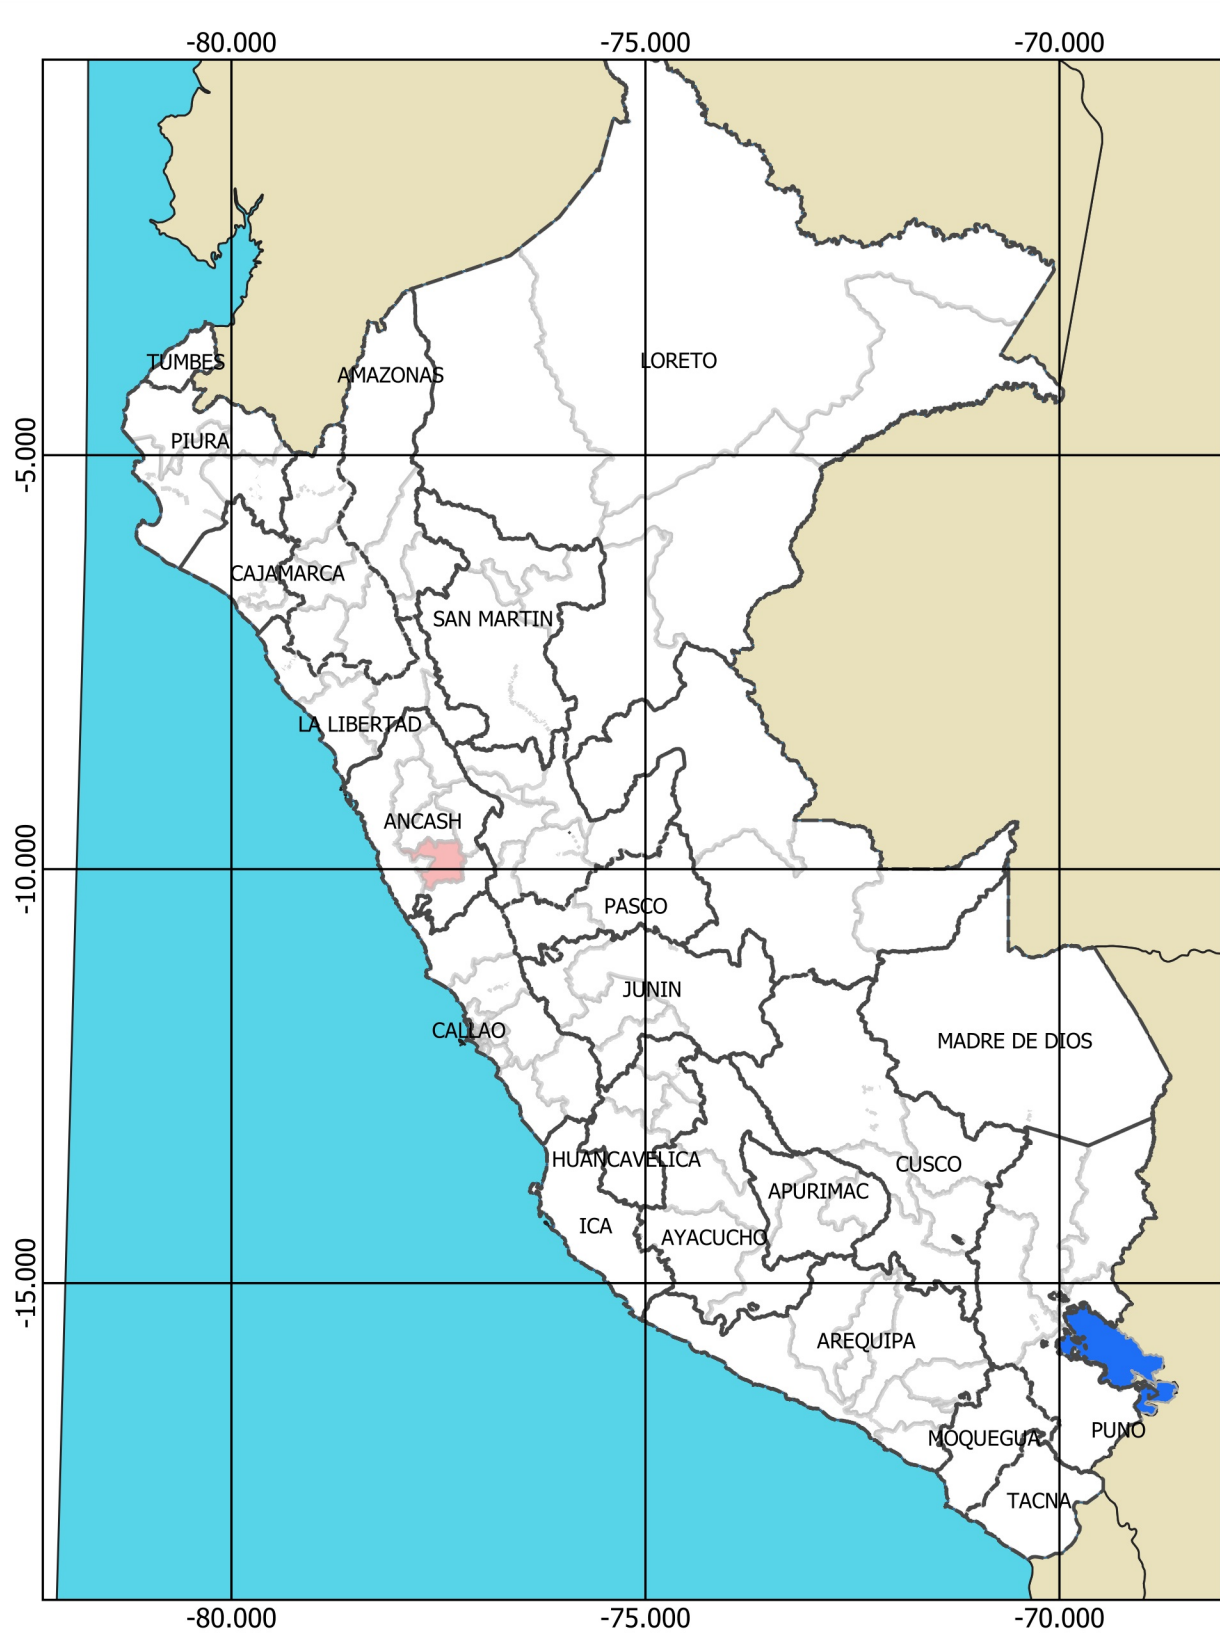 -80.000 -75.000 -70.000
TUMBES
AMAZONAS
LORETO
PIURA
-5.000
CAJAMARCA
SAN MARTIN
LA LIBERTAD
ANCASH
-10.000
PASCO
JUNIN
CALLAO
MADRE DE DIOS
HUANCAVELICA
CUSCO
APURIMAC
ICA
AYACUCHO
-15.000
AREQUIPA
PUNO
MOQUEGUA
TACNA
-80.000 -75.000 -70.000